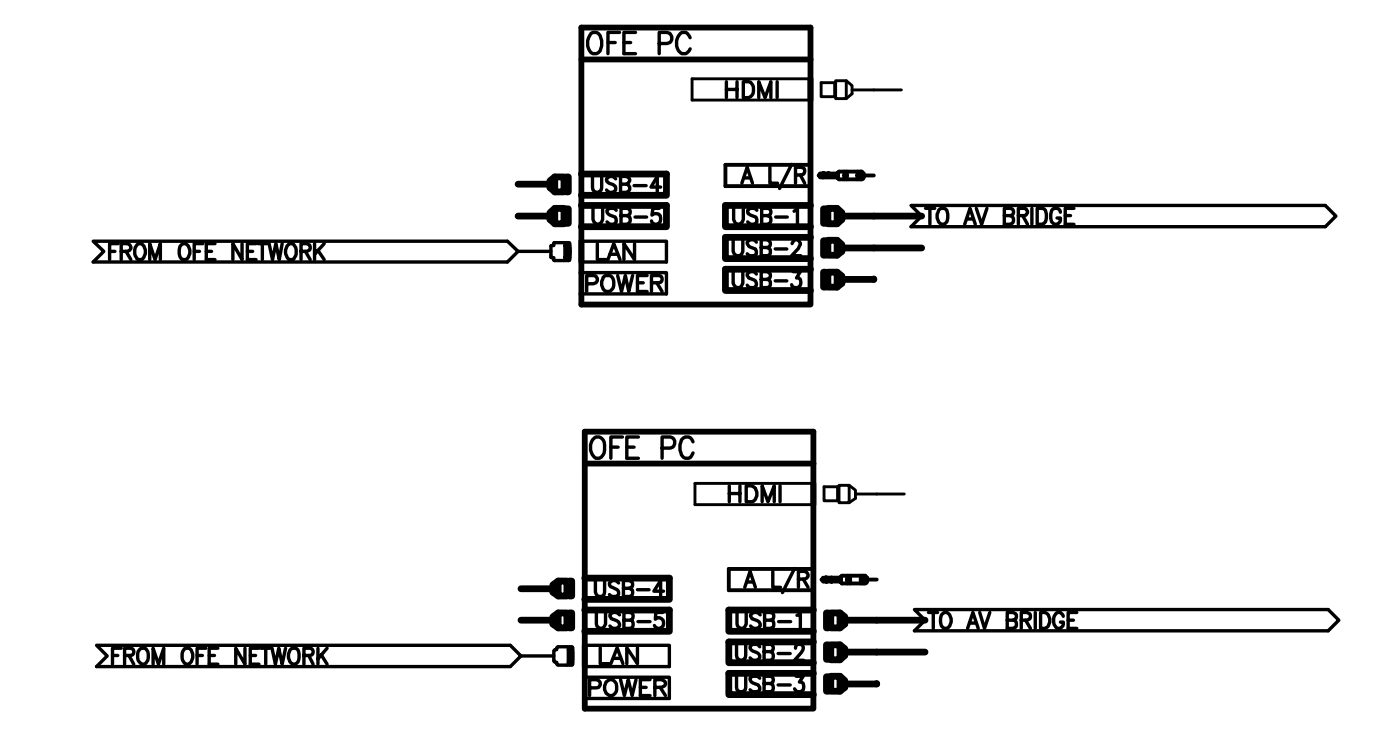 OFE PC
HDMI
USB-4
A L/R
USB-5
USB-1
TO AV BRIDGE
FROM OFE NETWORK
LAN
USB-2
POWER
USB-3
OFE PC
HDMI
USB-4
A L/R
USB-5
USB-1
TO AV BRIDGE
FROM OFE NETWORK
LAN
USB-2
POWER
USB-3